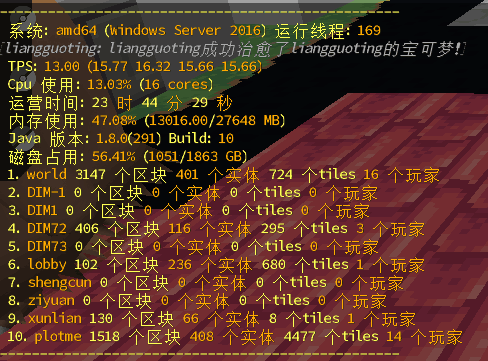 ----------------------------------------
系统: amd64 (Windows Server 2016) 运行线程: 169
[liangguoting: liangguoting成功治愈了liangguoting的宝可梦!]
TPS: 13.00 (15.77 16.32 15.66 15.66)
Cpu 使用: 13.03% (16 cores)
运营时间: 23 时 44 分 29 秒
内存使用: 47.08% (13016.00/27648 MB)
Java 版本: 1.8.0(291) Build: 10
磁盘占用: 56.41% (1051/1863 GB)
1. world 3147 个区块 401 个实体 724 个tiles 16 个玩家
2. DIM-1 0 个区块 0 个实体 0 个tiles 0 个玩家
3. DIM1 0 个区块 0 个实体 0 个tiles 0 个玩家
4. DIM72 406 个区块 116 个实体 295 个tiles 3 个玩家
5. DIM73 0 个区块 0 个实体 0 个tiles 0 个玩家
6. lobby 102 个区块 236 个实体 680 个tiles 1 个玩家
7. shengcun 0 个区块 0 个实体 0 个tiles 0 个玩家
8. ziyuan 0 个区块 0 个实体 0 个tiles 0 个玩家
9. xunlian 130 个区块 66 个实体 8 个tiles 1 个玩家
10. plotme 1518 个区块 408 个实体 4477 个tiles 14 个玩家
----------------------------------------